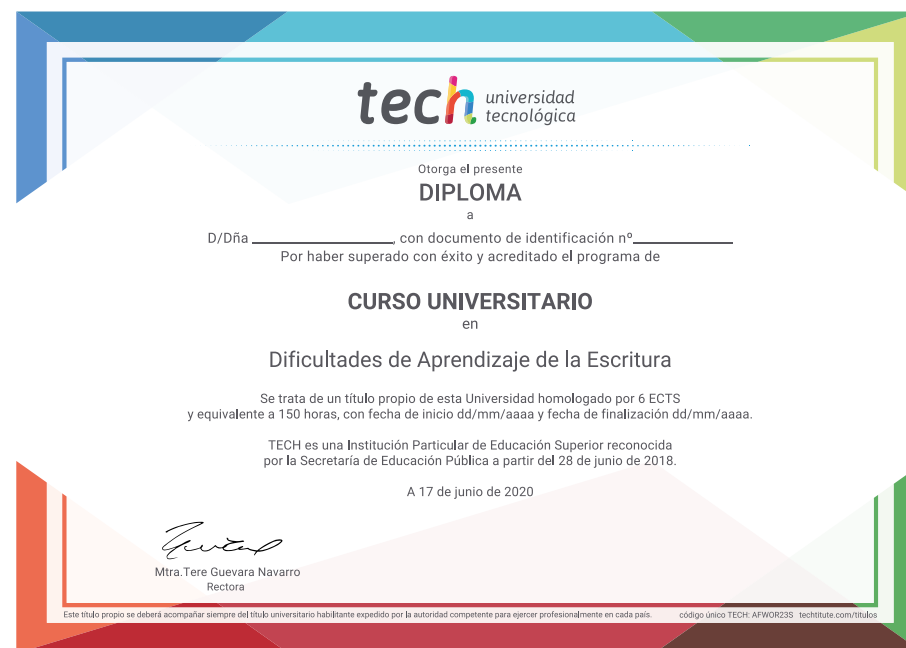 tech universidad
tecnológica
Otorga el presente
DIPLOMA
a
D/Dña ____________________, con documento de identificación nº______________
Por haber superado con éxito y acreditado el programa de
CURSO UNIVERSITARIO
en
Dificultades de Aprendizaje de la Escritura
Se trata de un título propio de esta Universidad homologado por 6 ECTS
y equivalente a 150 horas, con fecha de inicio dd/mm/aaaa y fecha de finalización dd/mm/aaaa.
TECH es una Institución Particular de Educación Superior reconocida
por la Secretaría de Educación Pública a partir del 28 de junio de 2018.
A 17 de junio de 2020
Mtra.Tere Guevara Navarro
Rectora
Este título propio se deberá acompañar siempre del título universitario habilitante expedido por la autoridad competente para ejercer profesionalmente en cada país. código único TECH: AFWOR23S techtitute.com/titulos